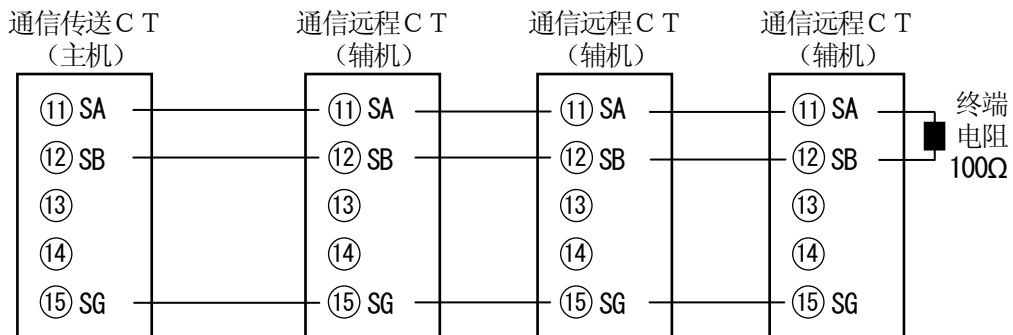 通信传送ＣＴ
（主机）
通信远程ＣＴ
（辅机）
通信远程ＣＴ
（辅机）
通信远程ＣＴ
（辅机）
⑪ SA
⑫ SB
⑬
⑭
⑮ SG
⑪ SA
⑫ SB
⑬
⑭
⑮ SG
⑪ SA
⑫ SB
⑬
⑭
⑮ SG
⑪ SA
⑫ SB
⑬
⑭
⑮ SG
终端
电阻
100Ω